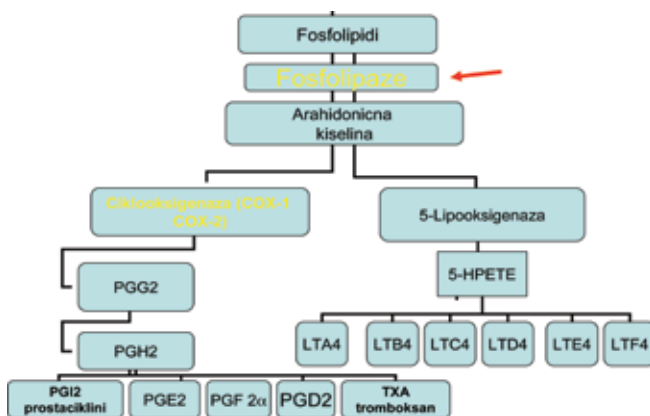 Fosfolipidi
Fosfolipaze
Arahidonicna
kiselina
Ciklooksigenaza (COX-1
COX-2)
5-Lipooksigenaza
5-HPETE
PGG2
LTA4
LTB4
LTC4
LTD4
LTE4
LTF4
PGH2
PGI2
prostaciklini
PGE2
PGF 2α
PGD2
TXA
tromboksan